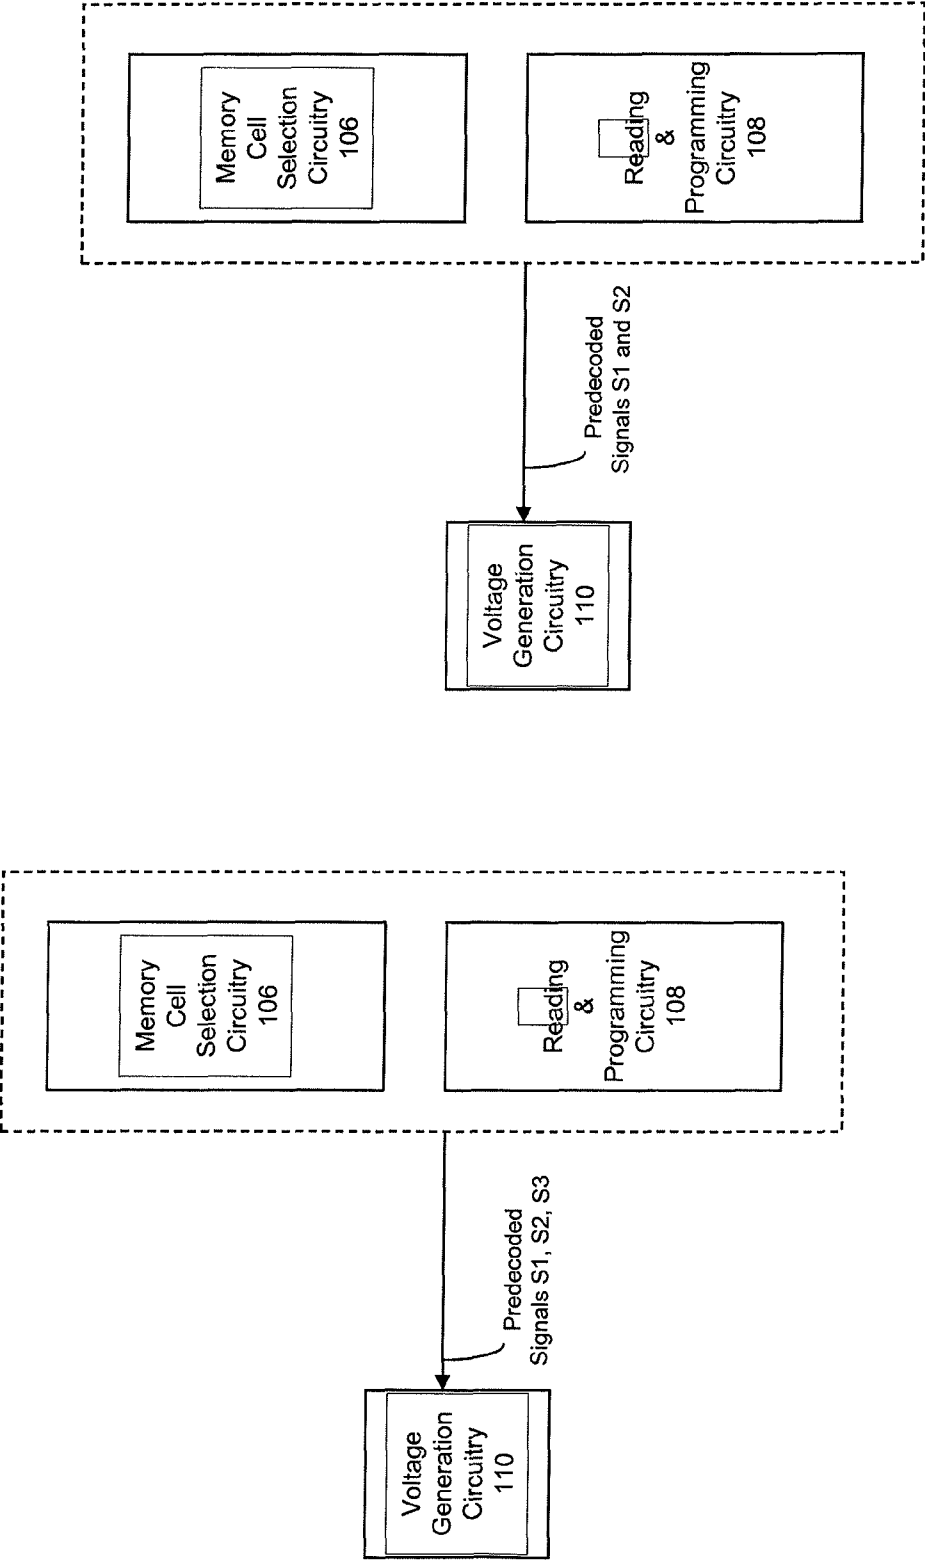 Memory
Cell
Selection
Circuitry
106
Reading
&
Programming
Circuitry
108
Predecoded
Signals S1 and S2
Voltage
Generation
Circuitry
110
Memory
Cell
Selection
Circuitry
106
Reading
&
Programming
Circuitry
108
Predecoded
Signals S1, S2, S3
Voltage
Generation
Circuitry
110